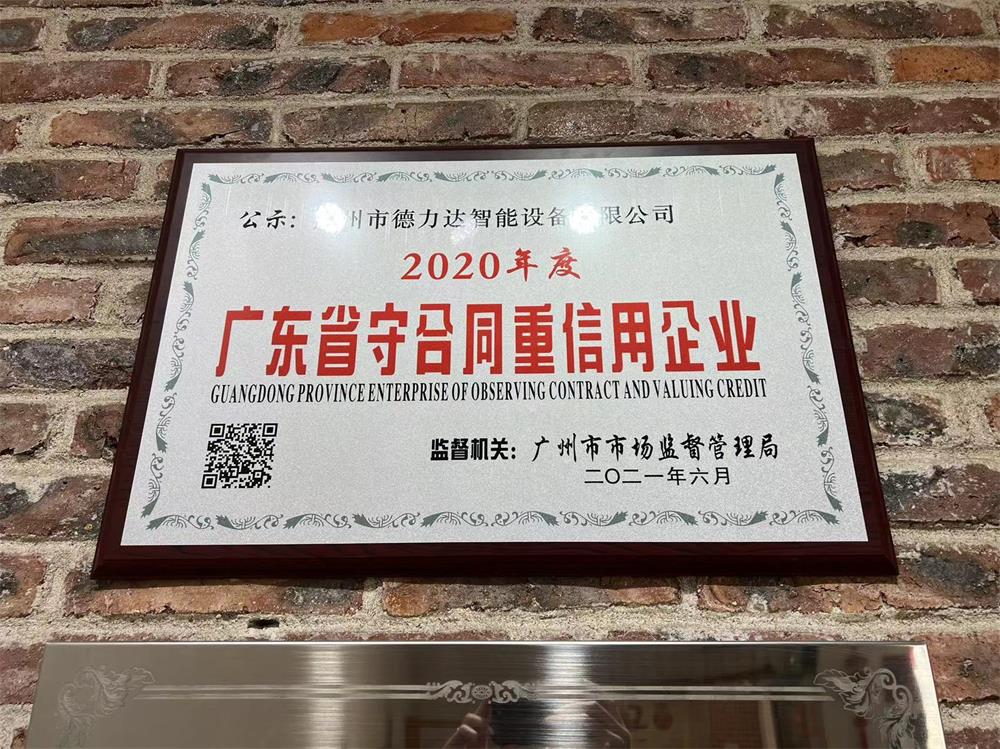 公示：广州市德力达智能设备有限公司
2020年度
广东省守合同重信用企业
GUANGDONG PROVINCE ENTERPRISE OF OBSERVING CONTRACT AND VALUING CREDIT
监督机关：广州市市场监督管理局
二〇二一年六月